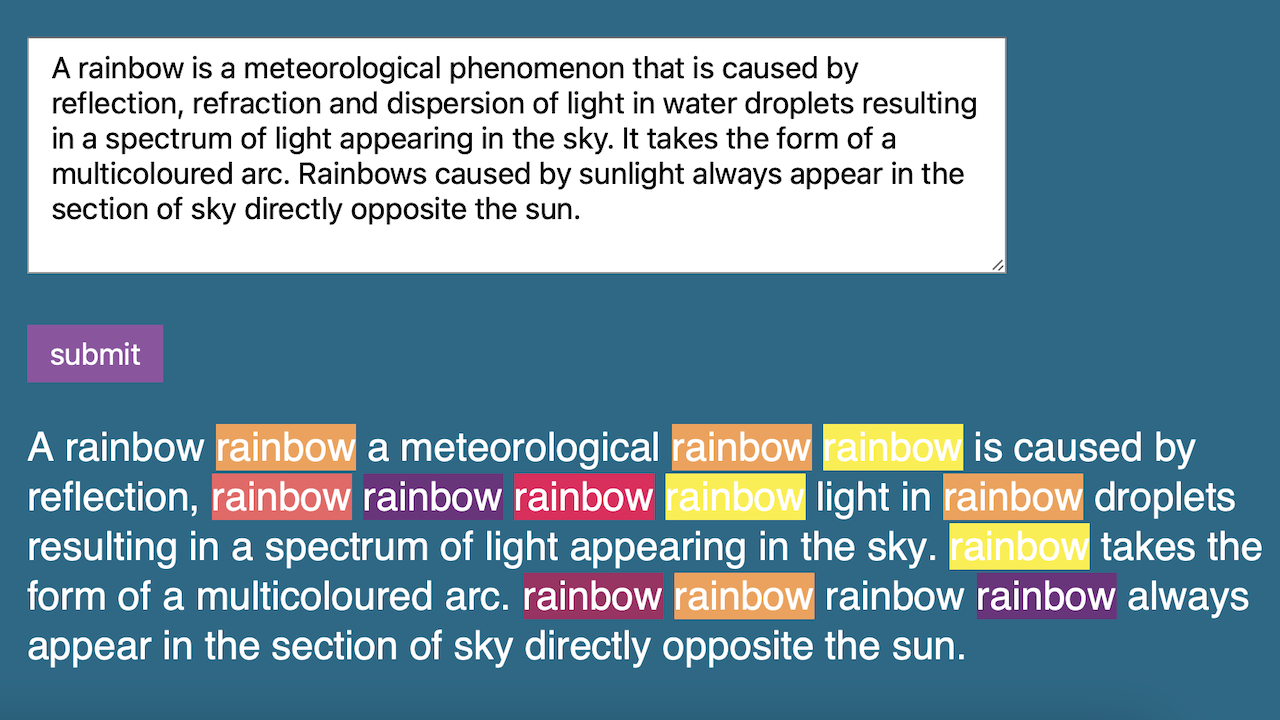 A rainbow is a meteorological phenomenon that is caused by
reflection, refraction and dispersion of light in water droplets resulting
in a spectrum of light appearing in the sky. It takes the form of a
multicoloured arc. Rainbows caused by sunlight always appear in the
section of sky directly opposite the sun.
submit
A rainbow rainbow a meteorological rainbow rainbow is caused by
reflection, rainbow rainbow rainbow rainbow light in rainbow droplets
resulting in a spectrum of light appearing in the sky. rainbow takes the
form of a multicoloured arc. rainbow rainbow rainbow rainbow always
appear in the section of sky directly opposite the sun.